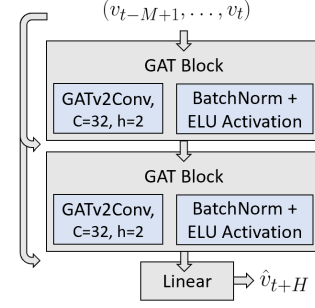 (v_{t−M+1}, . . . , v_t)
GAT Block
GATv2Conv,
C=32, h=2
BatchNorm +
ELU Activation
GAT Block
GATv2Conv,
C=32, h=2
BatchNorm +
ELU Activation
Linear
v̂_{t+H}